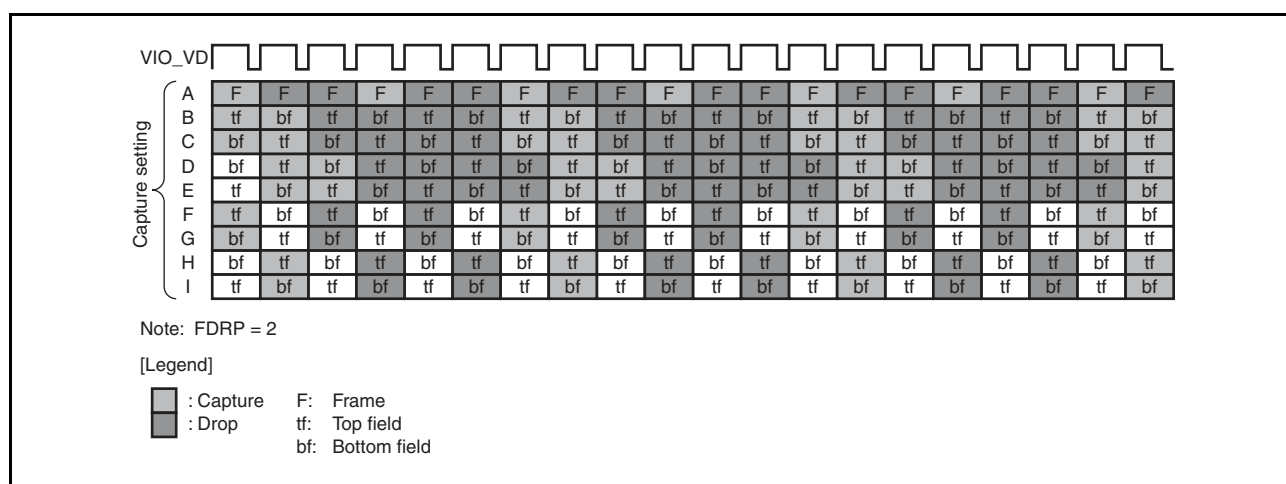 VIO_VD
Capture setting
A F F F F F F F F F F F F F F F F F F F F
B tf bf tf bf tf bf tf bf tf bf tf bf tf bf tf bf tf bf tf bf
C bf tf bf tf bf tf bf tf bf tf bf tf bf tf bf tf bf tf bf tf
D bf tf bf tf bf tf bf tf bf tf bf tf bf tf bf tf bf tf bf tf
E tf bf tf bf tf bf tf bf tf bf tf bf tf bf tf bf tf bf tf bf
F tf bf tf bf tf bf tf bf tf bf tf bf tf bf tf bf tf bf tf bf
G bf tf bf tf bf tf bf tf bf tf bf tf bf tf bf tf bf tf bf tf
H bf tf bf tf bf tf bf tf bf tf bf tf bf tf bf tf bf tf bf tf
I tf bf tf bf tf bf tf bf tf bf tf bf tf bf tf bf tf bf tf bf
Note: FDRP = 2
[Legend]
: Capture F: Frame
: Drop tf: Top field
bf: Bottom field